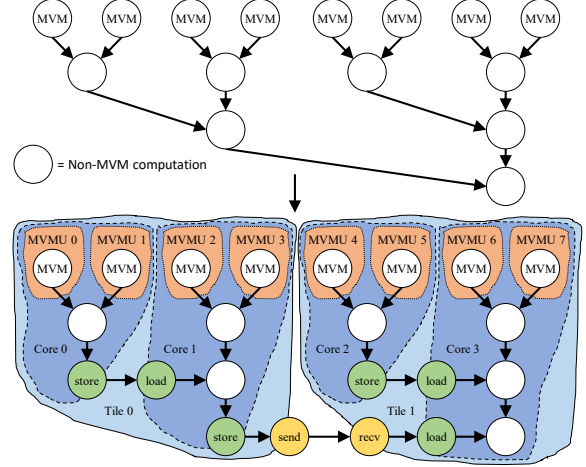 MVM MVM MVM MVM MVM MVM MVM MVM
= Non-MVM computation
MVMU 0 MVMU 1 MVMU 2 MVMU 3 MVMU 4 MVMU 5 MVMU 6 MVMU 7
MVM MVM MVM MVM MVM MVM MVM MVM
Core 0 Core 1 Core 2 Core 3
store load store load
Tile 0 Tile 1
store send recv load